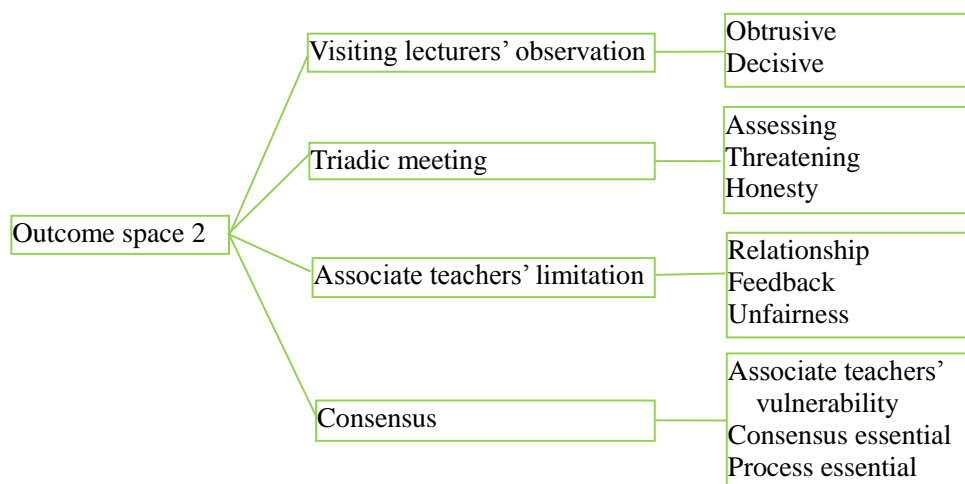 Outcome space 2
Visiting lecturers’ observation
Obtrusive
Decisive
Triadic meeting
Assessing
Threatening
Honesty
Associate teachers’ limitation
Relationship
Feedback
Unfairness
Consensus
Associate teachers’
vulnerability
Consensus essential
Process essential